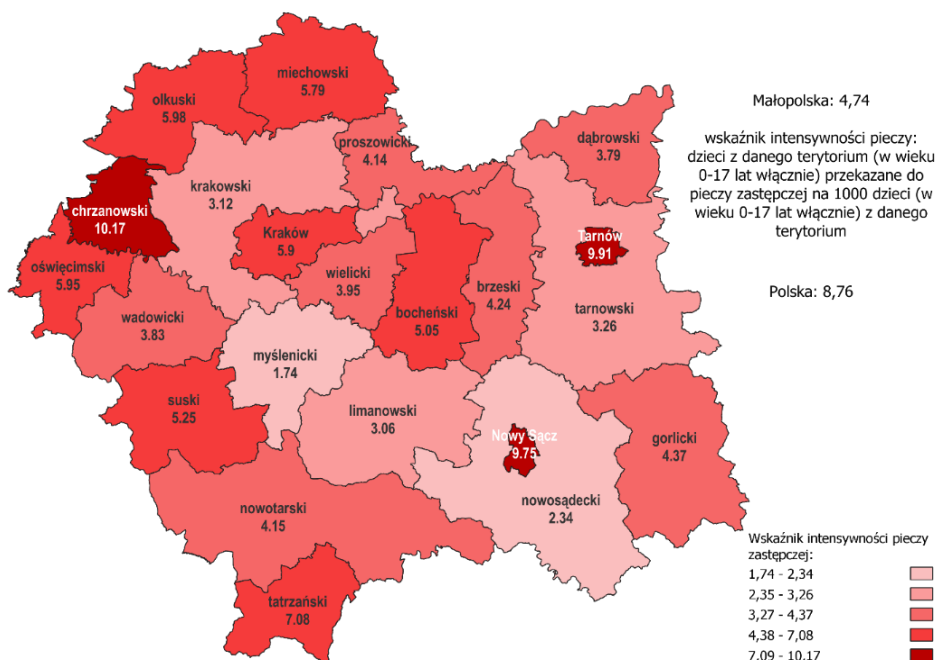 miechowski
5.79
olkuski
5.98
Małopolska: 4,74
dąbrowski
3.79
proszowicki
4.14
wskaźnik intensywności pieczy:
dzieci z danego terytorium (w wieku
0-17 lat włącznie) przekazane do
pieczy zastępczej na 1000 dzieci (w
wieku 0-17 lat włącznie) z danego
terytorium
krakowski
3.12
chrzanowski
10.17
Kraków
5.9
Tarnów
9.91
oświęcimski
5.95
wielicki
3.95
brzeski
4.24
Polska: 8,76
bocheński
5.05
tarnowski
3.26
wadowicki
3.83
myślenicki
1.74
suski
5.25
limanowski
3.06
Nowy Sącz
9.75
gorlicki
4.37
nowosądecki
2.34
nowotarski
4.15
tatrzański
7.08
Wskaźnik intensywności pieczy
zastępczej:
1,74 - 2,34
2,35 - 3,26
3,27 - 4,37
4,38 - 7,08
7,09 - 10,17